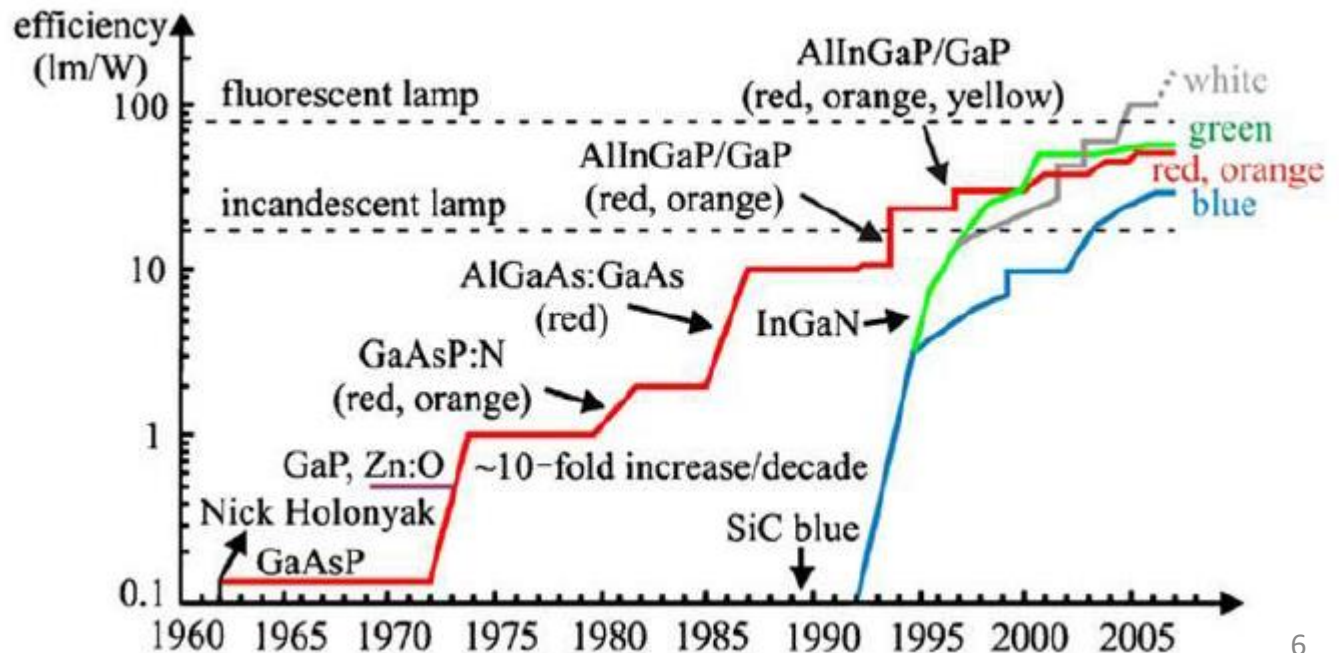 efficiency
(lm/W)
100
10
1
0.1
fluorescent lamp
incandescent lamp
AlInGaP/GaP
(red, orange, yellow)
AlInGaP/GaP
(red, orange)
AlGaAs:GaAs
(red)
InGaN
GaAsP:N
(red, orange)
GaP, Zn:O
~10-fold increase/decade
Nick Holonyak
GaAsP
SiC blue
white
green
red, orange
blue
1960 1965 1970 1975 1980 1985 1990 1995 2000 2005
6